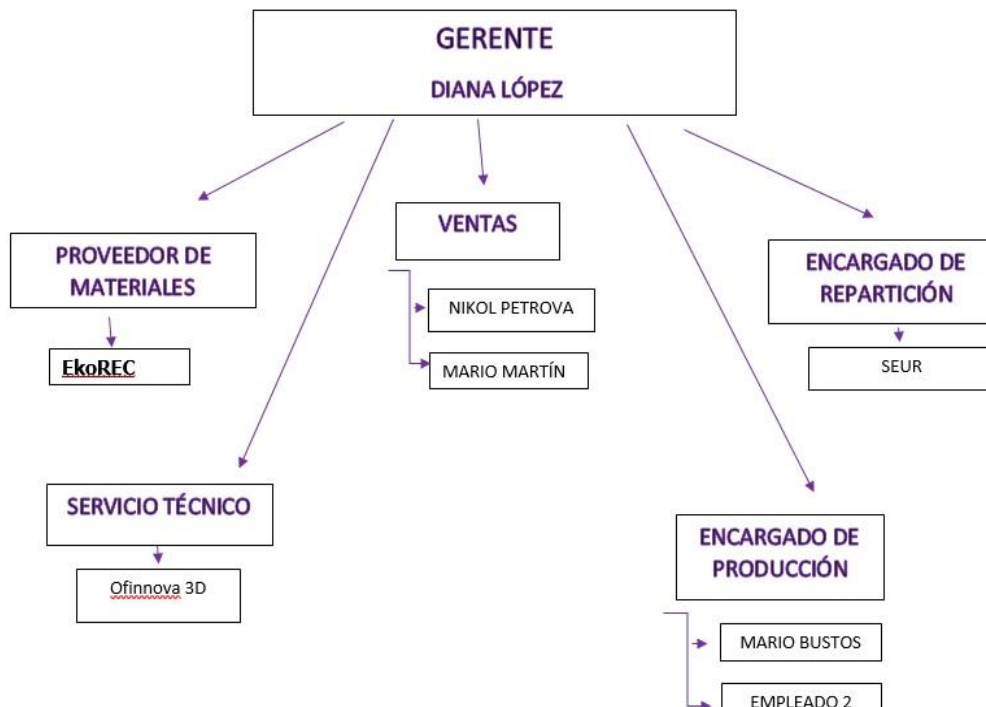 GERENTE
DIANA LÓPEZ
VENTAS
PROVEEDOR DE
MATERIALES
ENCARGADO DE
REPARTICIÓN
NIKOL PETROVA
EkoREC
MARIO MARTÍN
SEUR
SERVICIO TÉCNICO
ENCARGADO DE
PRODUCCIÓN
Ofinnova 3D
MARIO BUSTOS
EMPLEADO 2